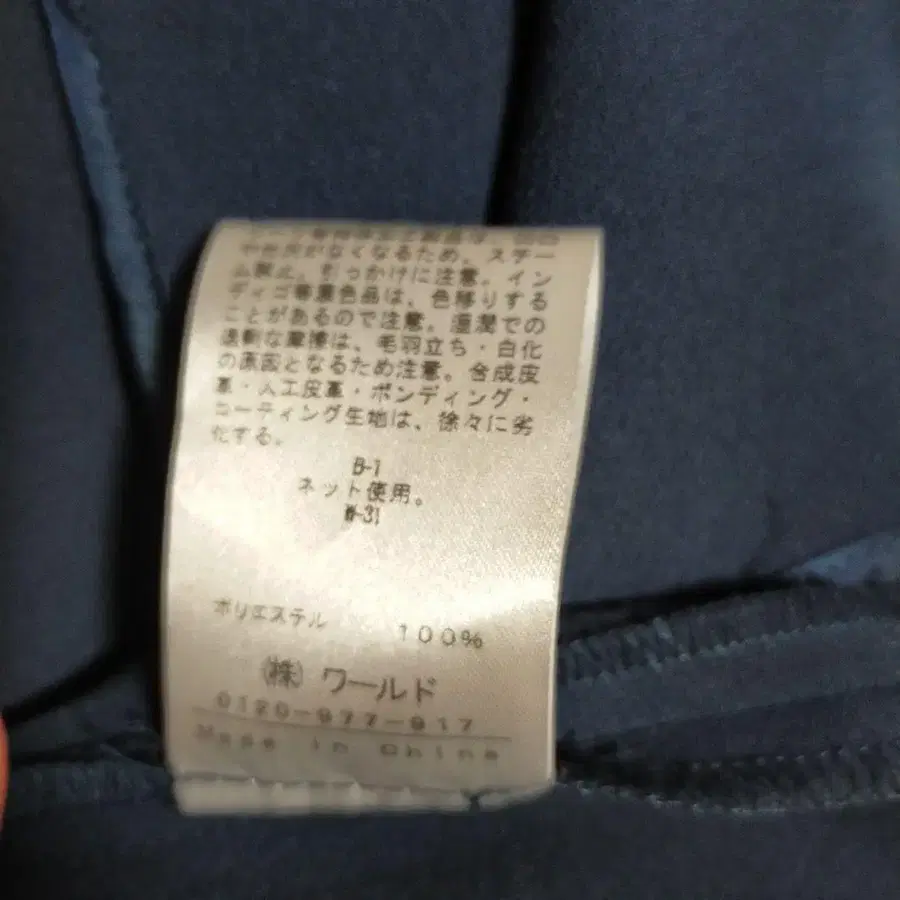 や光沢がなくなるため、スチー
ム禁止。引っかけに注意。イン
ディゴ等濃色品は、色移りする
ことがあるので注意。湿潤での
過剰な摩擦は、毛羽立ち・白化
の原因となるため注意。合成皮
革・人工皮革・ボンディング・
コーティング生地は、徐々に劣
化する。
B-1
ネット使用。
W-31
ポリエステル 100%
(株) ワールド
0120-977-917
Made in China